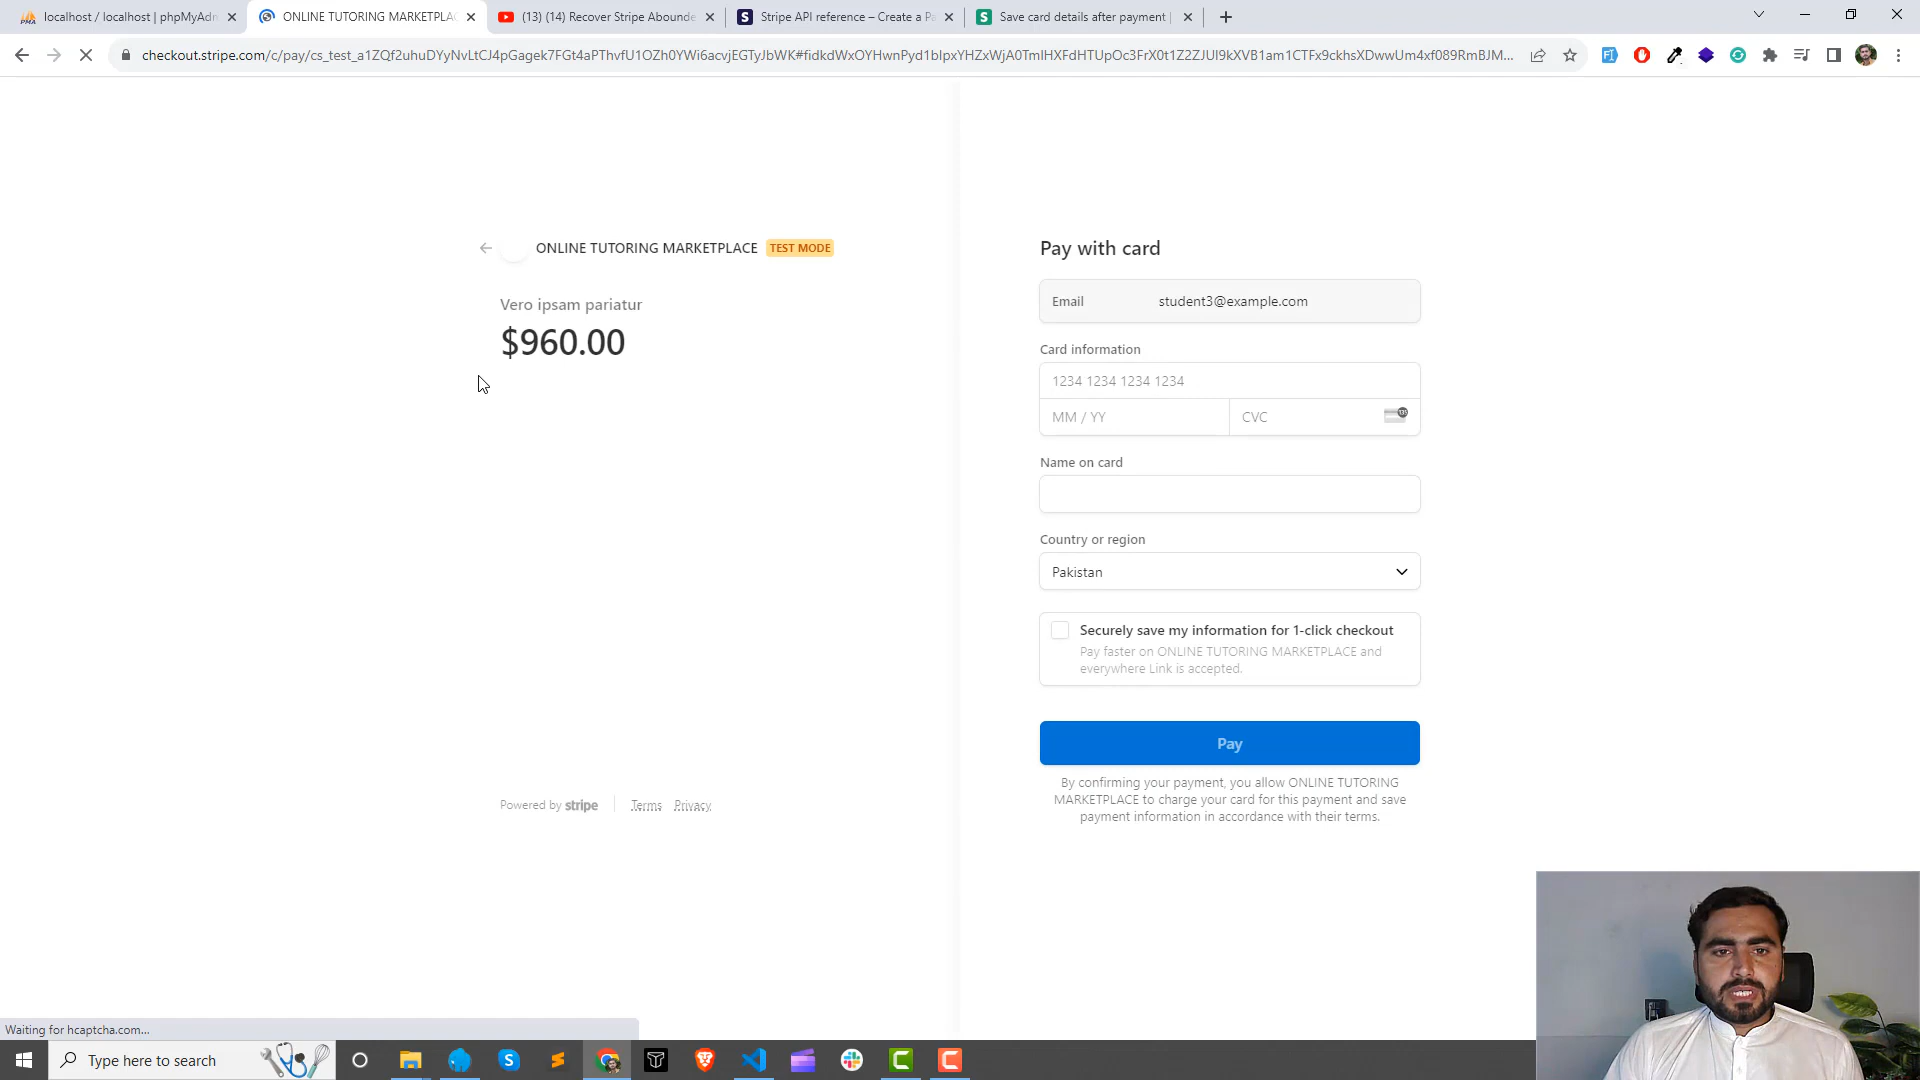 localhost / localhost | phpMyAdm
ONLINE TUTORING MARKETPLAC
(13) (14) Recover Stripe Abounde
Stripe API reference – Create a Pa
Save card details after payment |
checkout.stripe.com/c/pay/cs_test_a1ZQf2uhuDYyNvLtCJ4pGagek7FGt4aPThvfU1OZh0YWi6acvjEGTyJbWK#fidkdWxOYHwnPyd1blpxYHZxWjA0TmlHXFdHTUpOc3FrX0t1Z2ZJUl9kXVB1am1CTFx9ckhsXDwwUm4xf089RmBJM...
ONLINE TUTORING MARKETPLACE TEST MODE
Vero ipsam pariatur
$960.00
Powered by stripe Terms Privacy
Pay with card
Email student3@example.com
Card information
1234 1234 1234 1234
MM / YY CVC
Name on card
Country or region
Pakistan
Securely save my information for 1-click checkout
Pay faster on ONLINE TUTORING MARKETPLACE and
everywhere Link is accepted.
Pay
By confirming your payment, you allow ONLINE TUTORING
MARKETPLACE to charge your card for this payment and save
payment information in accordance with their terms.
Waiting for hcaptcha.com...
Type here to search